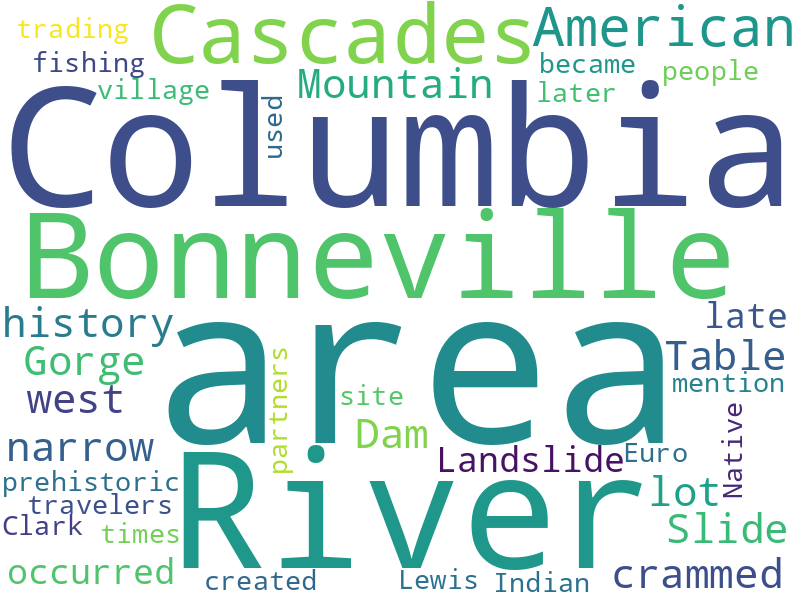 trading
Cascades
American
fishing
became
people
village
Mountain
later
used
Columbia
Bonneville
history
area
late
Gorge
Table
west
partners
site
mention
Dam
narrow
Landslide
Euro
Native
River
prehistoric
lot
travelers
Clark
times
Slide
occurred
created
Lewis
Indian
crammed